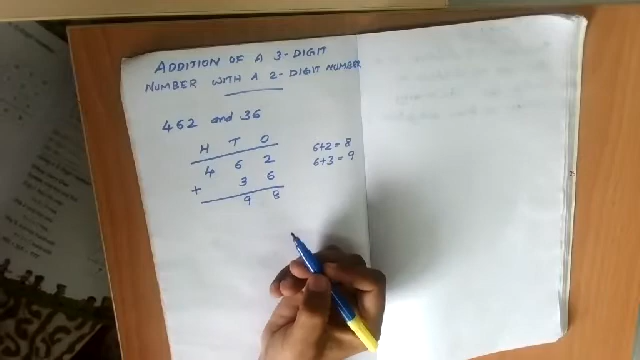 ADDITION OF A 3-DIGIT
NUMBER WITH A 2-DIGIT NUMBER
462 and 36
H T O
4 6 2
+ 3 6
9 8
6+2=8
6+3=9